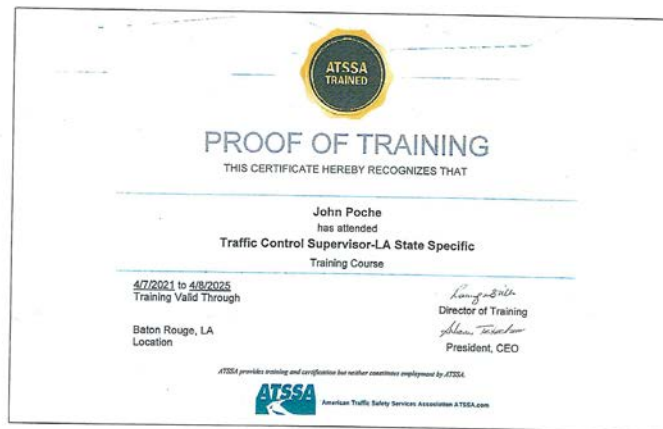 ATSSA
TRAINED
PROOF OF TRAINING
THIS CERTIFICATE HEREBY RECOGNIZES THAT
John Poche
has attended
Traffic Control Supervisor-LA State Specific
Training Course
4/7/2021 to 4/8/2025
Training Valid Through
Director of Training
Baton Rouge, LA
Location
President, CEO
ATSSA provides training and certification but neither constitutes employment by ATSSA.
ATSSA
American Traffic Safety Services Association ATSSA.com